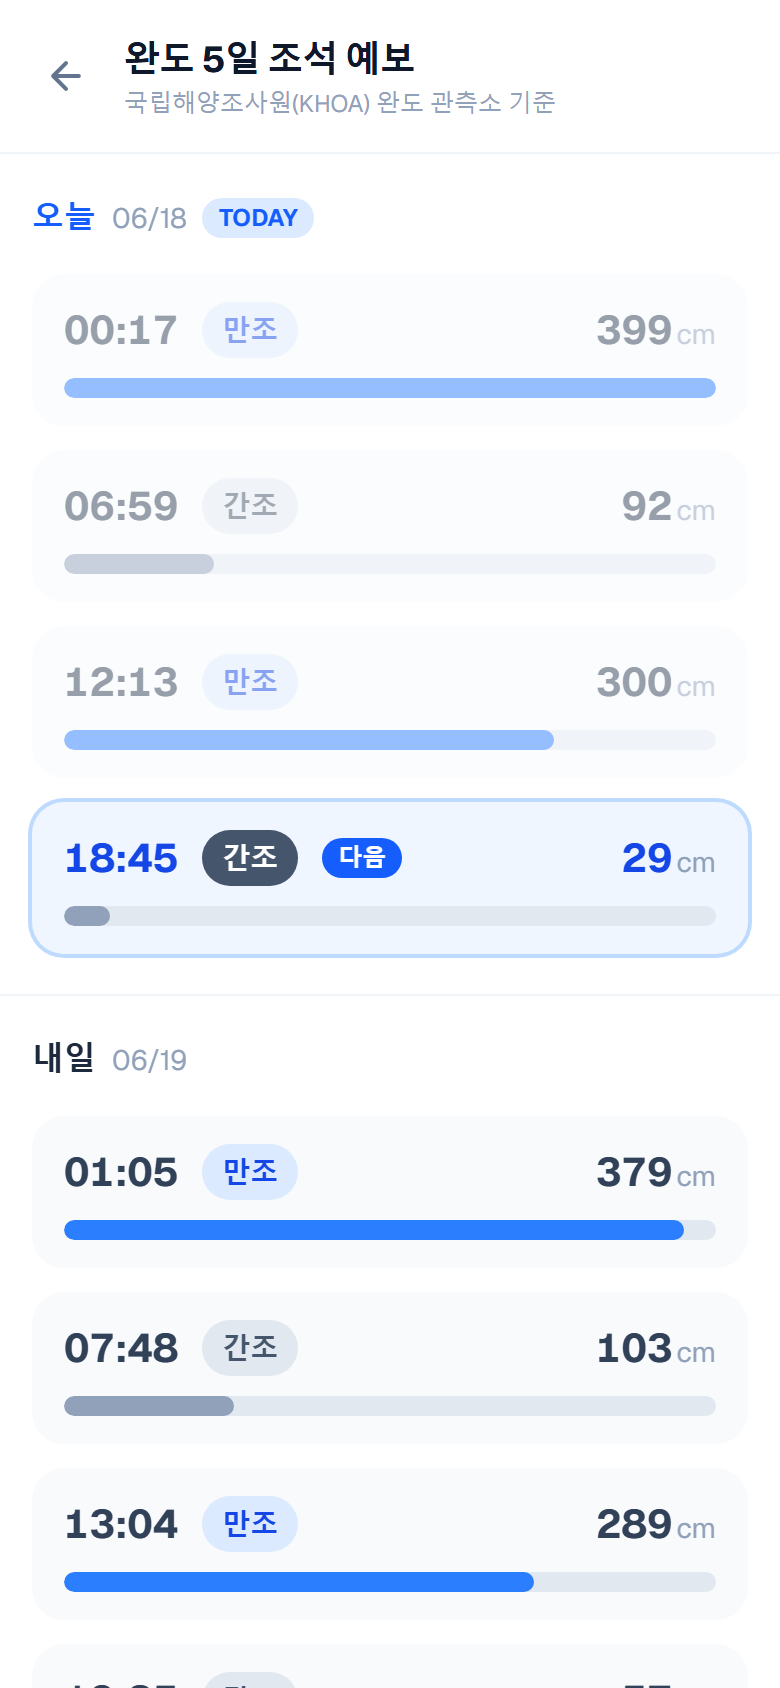 완도 5일 조석 예보
국립해양조사원(KHOA) 완도 관측소 기준
오늘 06/18 TODAY
00:17 만조 399 cm
06:59 간조 92 cm
12:13 만조 300 cm
18:45 간조 다음 29 cm
내일 06/19
01:05 만조 379 cm
07:48 간조 103 cm
13:04 만조 289 cm